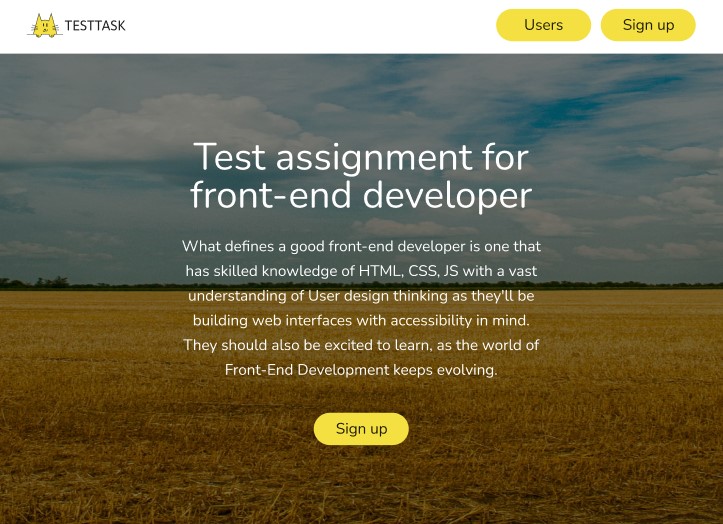 TESTTASK
Users
Sign up
Test assignment for
front-end developer
What defines a good front-end developer is one that
has skilled knowledge of HTML, CSS, JS with a vast
understanding of User design thinking as they'll be
building web interfaces with accessibility in mind.
They should also be excited to learn, as the world of
Front-End Development keeps evolving.
Sign up